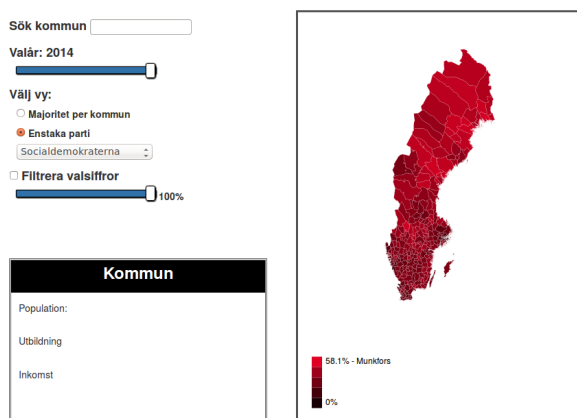 Sök kommun
Valår: 2014
Välj vy:
Majoritet per kommun
Enstaka parti
Socialdemokraterna
Filtrera valsiffror
100%
Kommun
Population:
Utbildning
Inkomst
58.1% - Munkfors
0%